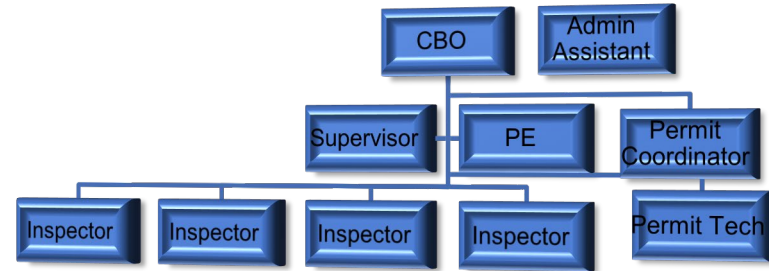 CBO
Admin
Assistant
Supervisor
PE
Permit
Coordinator
Inspector
Inspector
Inspector
Inspector
Permit Tech